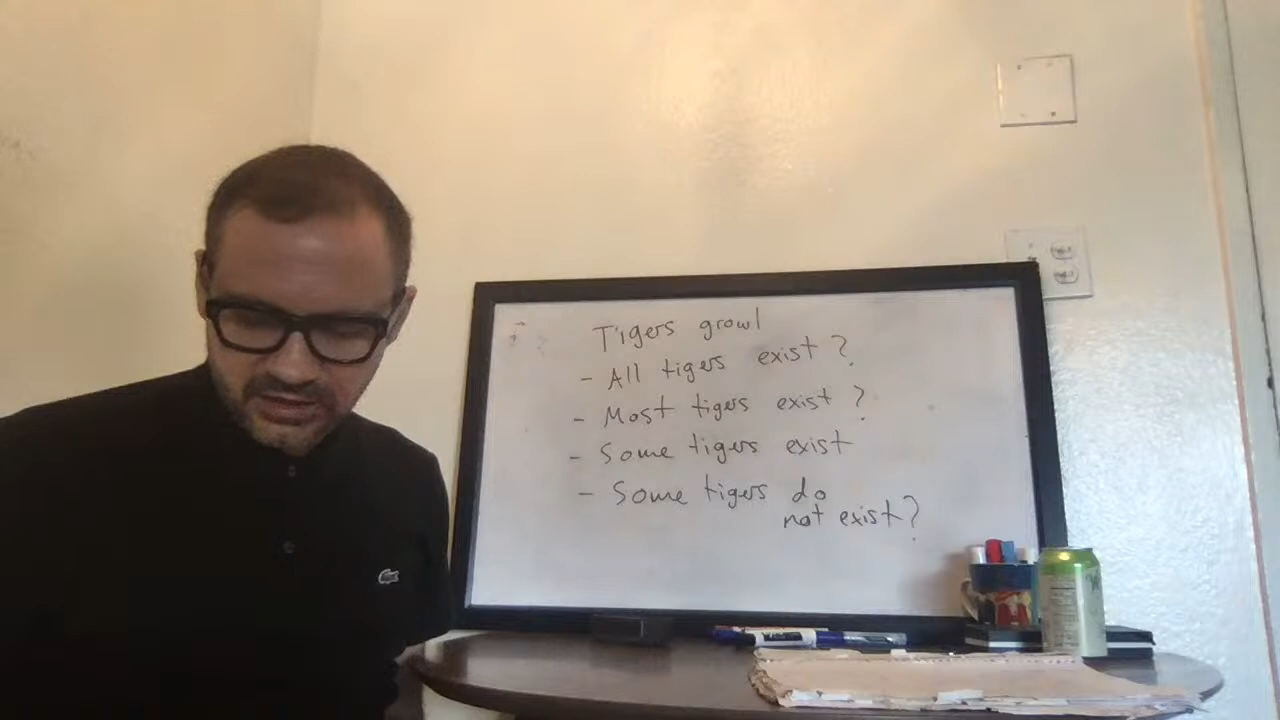 Tigers growl
- All tigers exist ?
- Most tigers exist ?
- Some tigers exist
- Some tigers do
not exist?